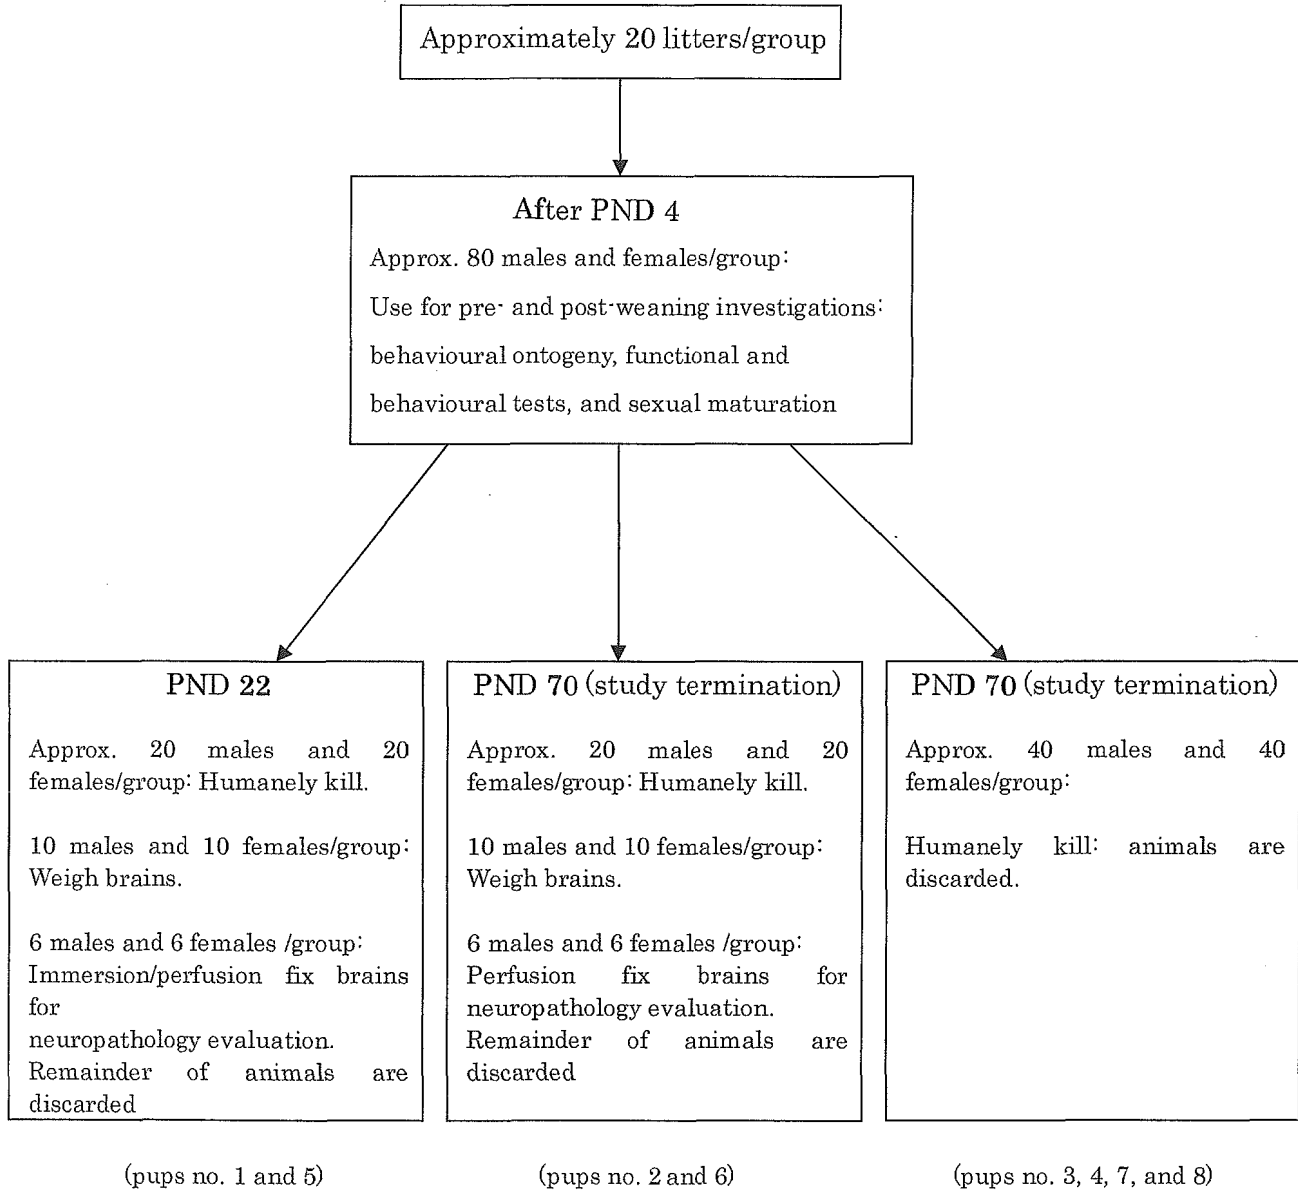 Approximately 20 litters/group
After PND 4
Approx. 80 males and females/group:
Use for pre- and post-weaning investigations:
behavioural ontogeny, functional and
behavioural tests, and sexual maturation
PND 22
Approx. 20 males and 20
females/group: Humanely kill.
10 males and 10 females/group:
Weigh brains.
6 males and 6 females /group:
Immersion/perfusion fix brains
for
neuropathology evaluation.
Remainder of animals are
discarded
(pups no. 1 and 5)
PND 70 (study termination)
Approx. 20 males and 20
females/group: Humanely kill.
10 males and 10 females/group:
Weigh brains.
6 males and 6 females /group:
Perfusion fix brains for
neuropathology evaluation.
Remainder of animals are
discarded
(pups no. 2 and 6)
PND 70 (study termination)
Approx. 40 males and 40
females/group:
Humanely kill: animals are
discarded.
(pups no. 3, 4, 7, and 8)